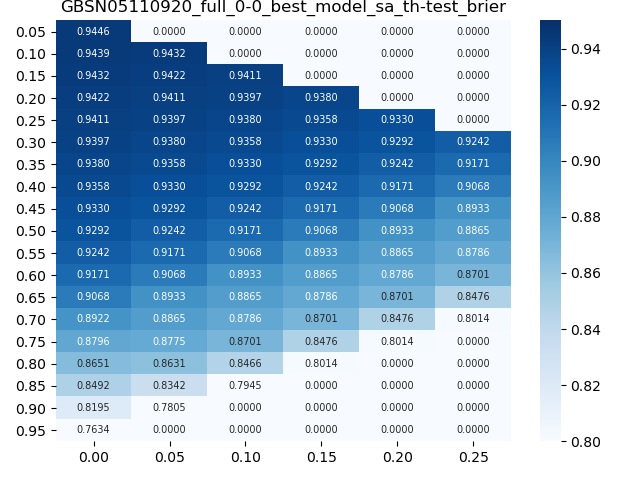 GBSN05110920_full_0-0_best_model_sa_th-test_brier
0.05 0.9446 0.0000 0.0000 0.0000 0.0000 0.0000
0.10 0.9439 0.9432 0.0000 0.0000 0.0000 0.0000
0.15 0.9432 0.9422 0.9411 0.0000 0.0000 0.0000
0.20 0.9422 0.9411 0.9397 0.9380 0.0000 0.0000
0.25 0.9411 0.9397 0.9380 0.9358 0.9330 0.0000
0.30 0.9397 0.9380 0.9358 0.9330 0.9292 0.9242
0.35 0.9380 0.9358 0.9330 0.9292 0.9242 0.9171
0.40 0.9358 0.9330 0.9292 0.9242 0.9171 0.9068
0.45 0.9330 0.9292 0.9242 0.9171 0.9068 0.8933
0.50 0.9292 0.9242 0.9171 0.9068 0.8933 0.8865
0.55 0.9242 0.9171 0.9068 0.8933 0.8865 0.8786
0.60 0.9171 0.9068 0.8933 0.8865 0.8786 0.8701
0.65 0.9068 0.8933 0.8865 0.8786 0.8701 0.8476
0.70 0.8922 0.8865 0.8786 0.8701 0.8476 0.8014
0.75 0.8796 0.8775 0.8701 0.8476 0.8014 0.0000
0.80 0.8651 0.8631 0.8466 0.8014 0.0000 0.0000
0.85 0.8492 0.8342 0.7945 0.0000 0.0000 0.0000
0.90 0.8195 0.7805 0.0000 0.0000 0.0000 0.0000
0.95 0.7634 0.0000 0.0000 0.0000 0.0000 0.0000
0.00 0.05 0.10 0.15 0.20 0.25
0.94
0.92
0.90
0.88
0.86
0.84
0.82
0.80